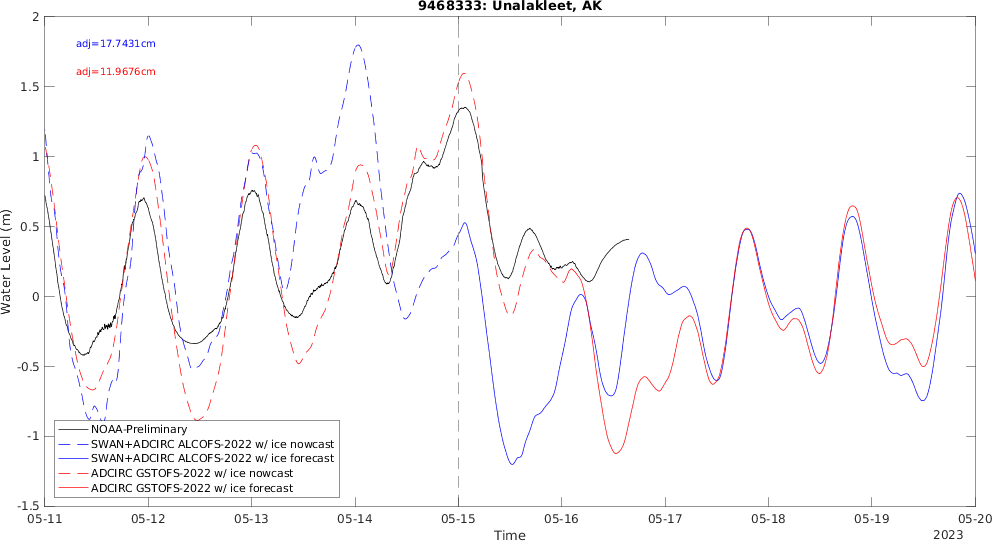 9468333: Unalakleet, AK
adj=17.7431cm
adj=11.9676cm
Water Level (m)
2
1.5
1
0.5
0
-0.5
-1
-1.5
NOAA-Preliminary
SWAN+ADCIRC ALCOFS-2022 w/ ice nowcast
SWAN+ADCIRC ALCOFS-2022 w/ ice forecast
ADCIRC GSTOFS-2022 w/ ice nowcast
ADCIRC GSTOFS-2022 w/ ice forecast
05-11 05-12 05-13 05-14 05-15 05-16 05-17 05-18 05-19 05-20
Time
2023